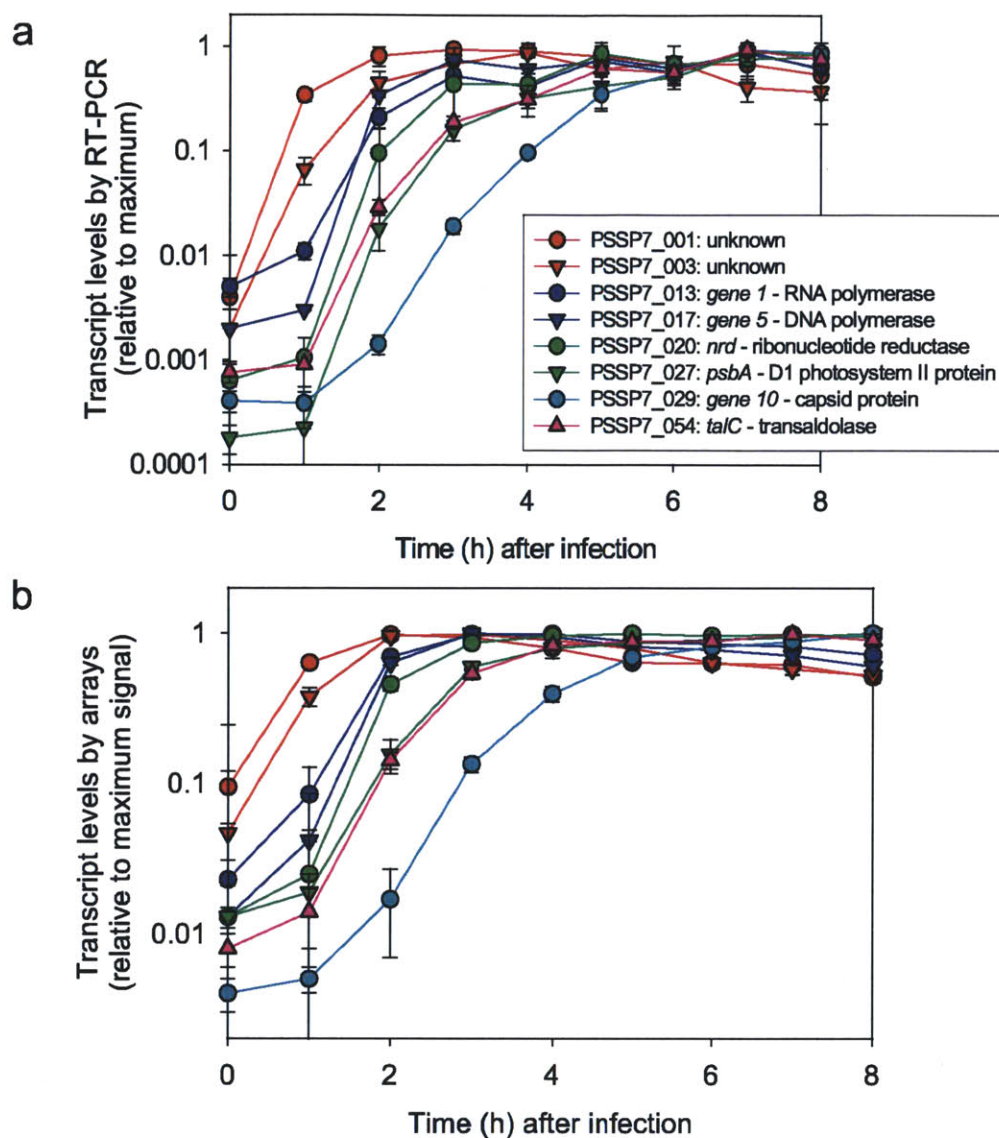 a
Transcript levels by RT-PCR
(relative to maximum)
1
0.1
0.01
0.001
0.0001
0 2 4 6 8
Time (h) after infection
PSSP7_001: unknown
PSSP7_003: unknown
PSSP7_013: gene 1 - RNA polymerase
PSSP7_017: gene 5 - DNA polymerase
PSSP7_020: nrd - ribonucleotide reductase
PSSP7_027: psbA - D1 photosystem II protein
PSSP7_029: gene 10 - capsid protein
PSSP7_054: talC - transaldolase
b
Transcript levels by arrays
(relative to maximum signal)
1
0.1
0.01
0 2 4 6 8
Time (h) after infection